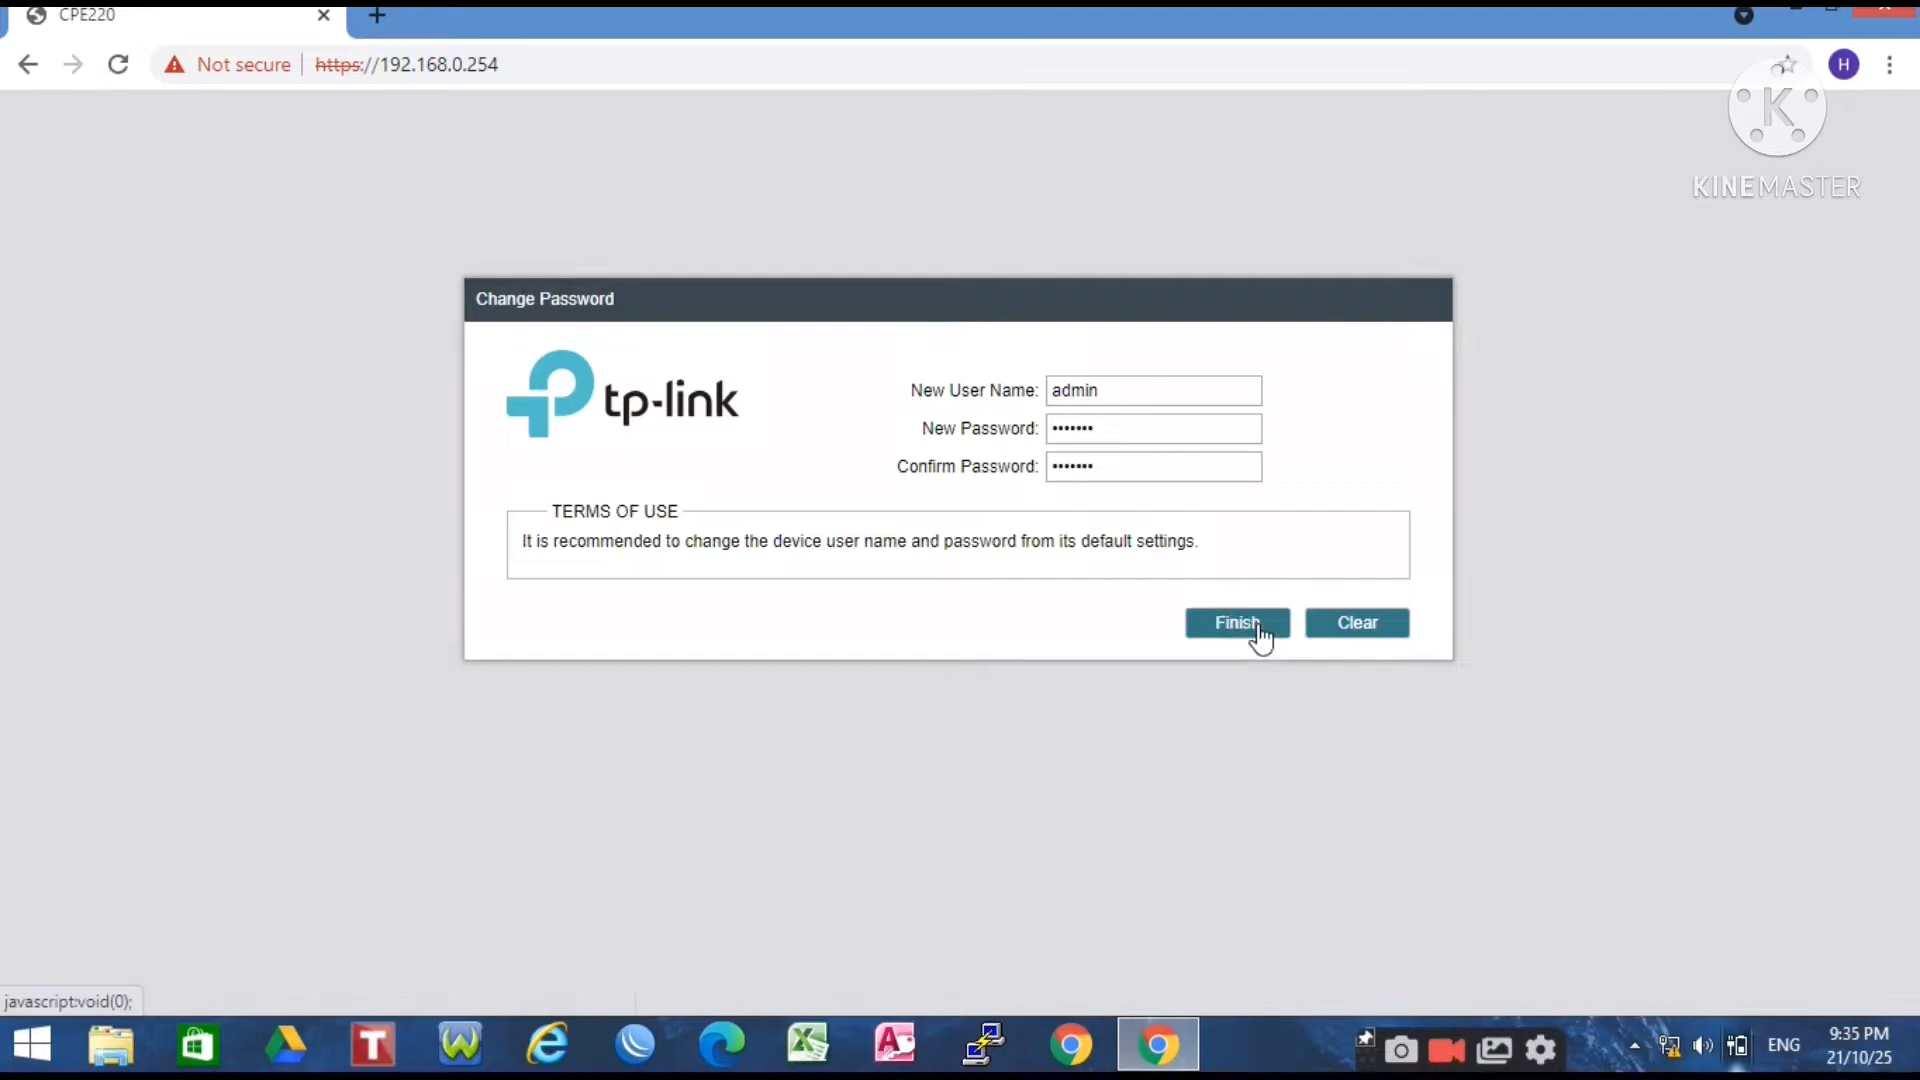 CPE220
Not secure https://192.168.0.254
H
K
KINEMASTER
Change Password
tp-link
New User Name: admin
New Password: •••••••
Confirm Password: •••••••
TERMS OF USE
It is recommended to change the device user name and password from its default settings.
Finish Clear
javascript:void(0);
ENG
9:35 PM
21/10/25